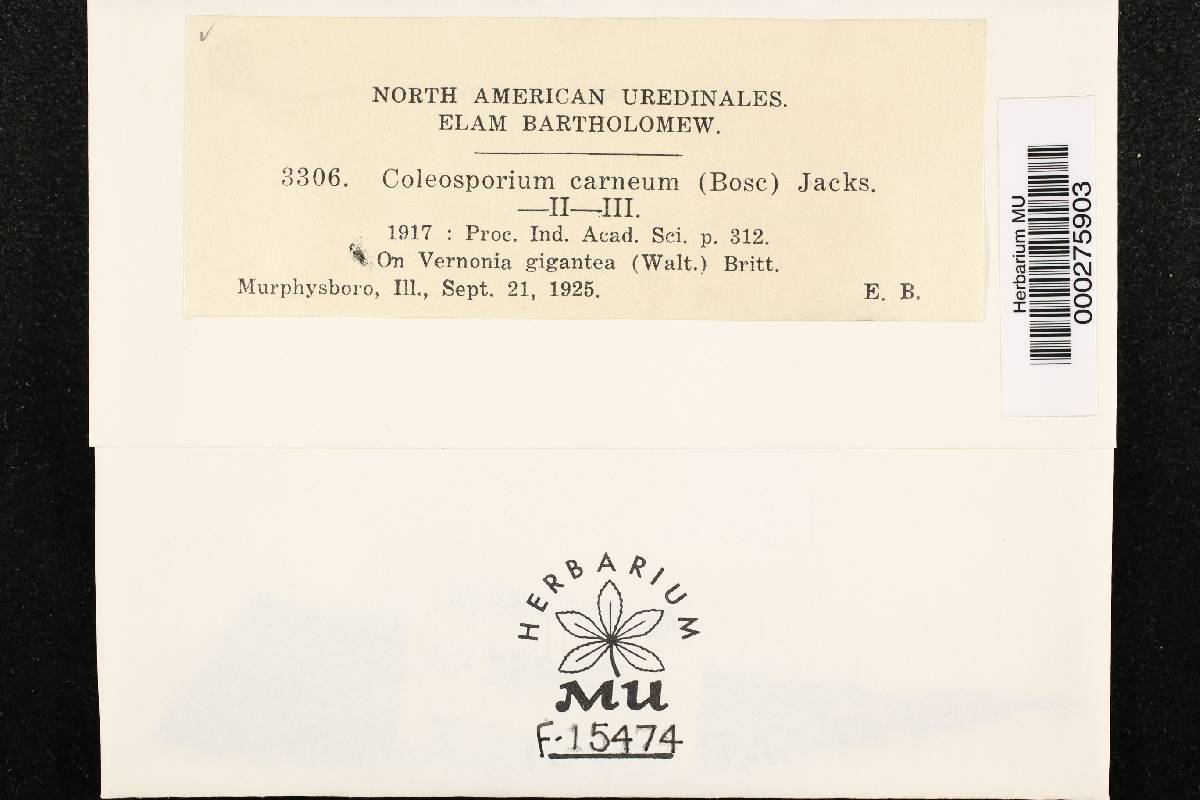 NORTH AMERICAN UREDINALES.
ELAM BARTHOLOMEW.
3306. Coleosporium carneum (Bosc) Jacks.
—II—III.
1917 : Proc. Ind. Acad. Sci. p. 312.
On Vernonia gigantea (Walt.) Britt.
Murphysboro, Ill., Sept. 21, 1925. E. B.
Herbarium MU
000275903
HERBARIUM
MU
F-15474